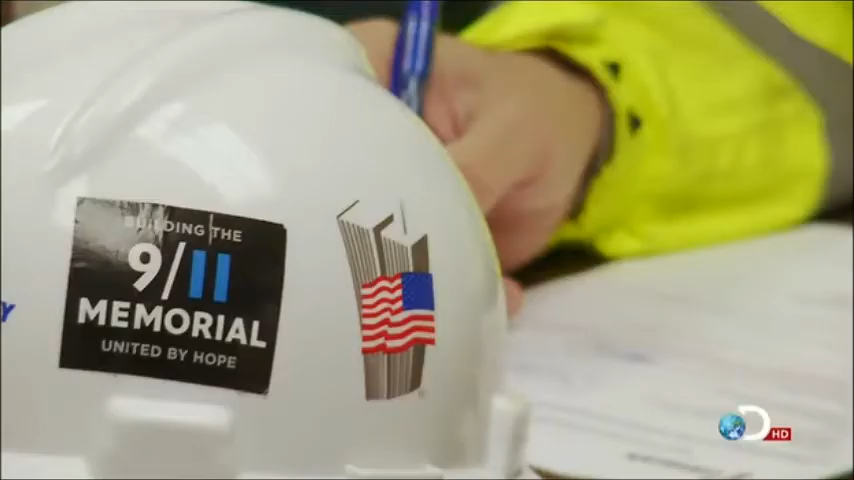 BUILDING THE
9/11
MEMORIAL
UNITED BY HOPE
Y
D
HD